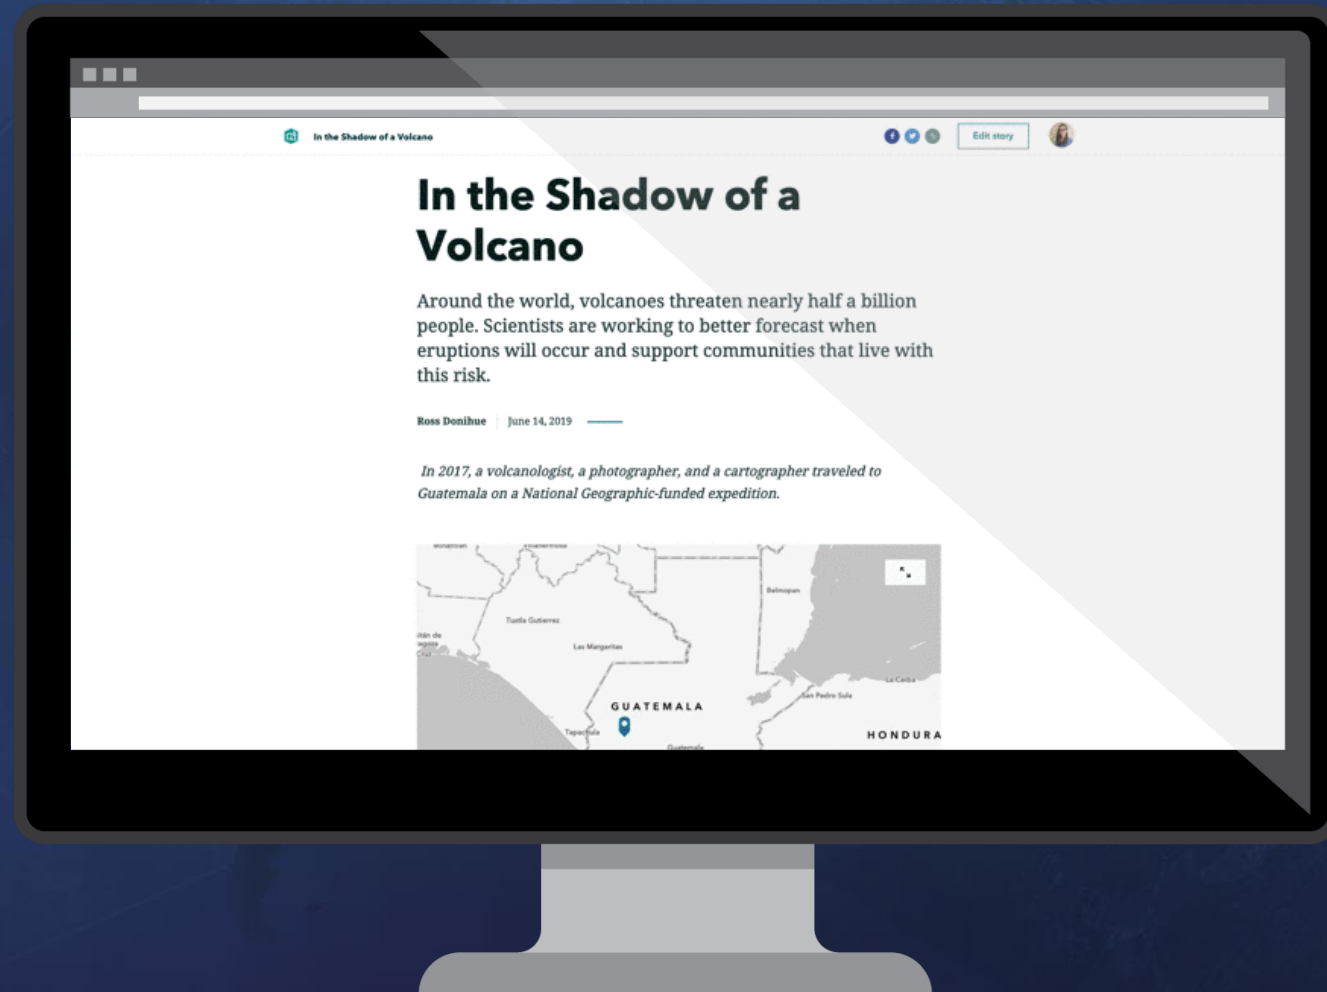 In the Shadow of a Volcano
Edit story
In the Shadow of a
Volcano
Around the world, volcanoes threaten nearly half a billion
people. Scientists are working to better forecast when
eruptions will occur and support communities that live with
this risk.
Ross Donihue
June 14, 2019
In 2017, a volcanologist, a photographer, and a cartographer traveled to
Guatemala on a National Geographic-funded expedition.
Belmopan
Tuxtla Gutierrez
Las Margaritas
La Ceiba
San Pedro Sula
GUATEMALA
Tapachula
HONDURA
Guatemala